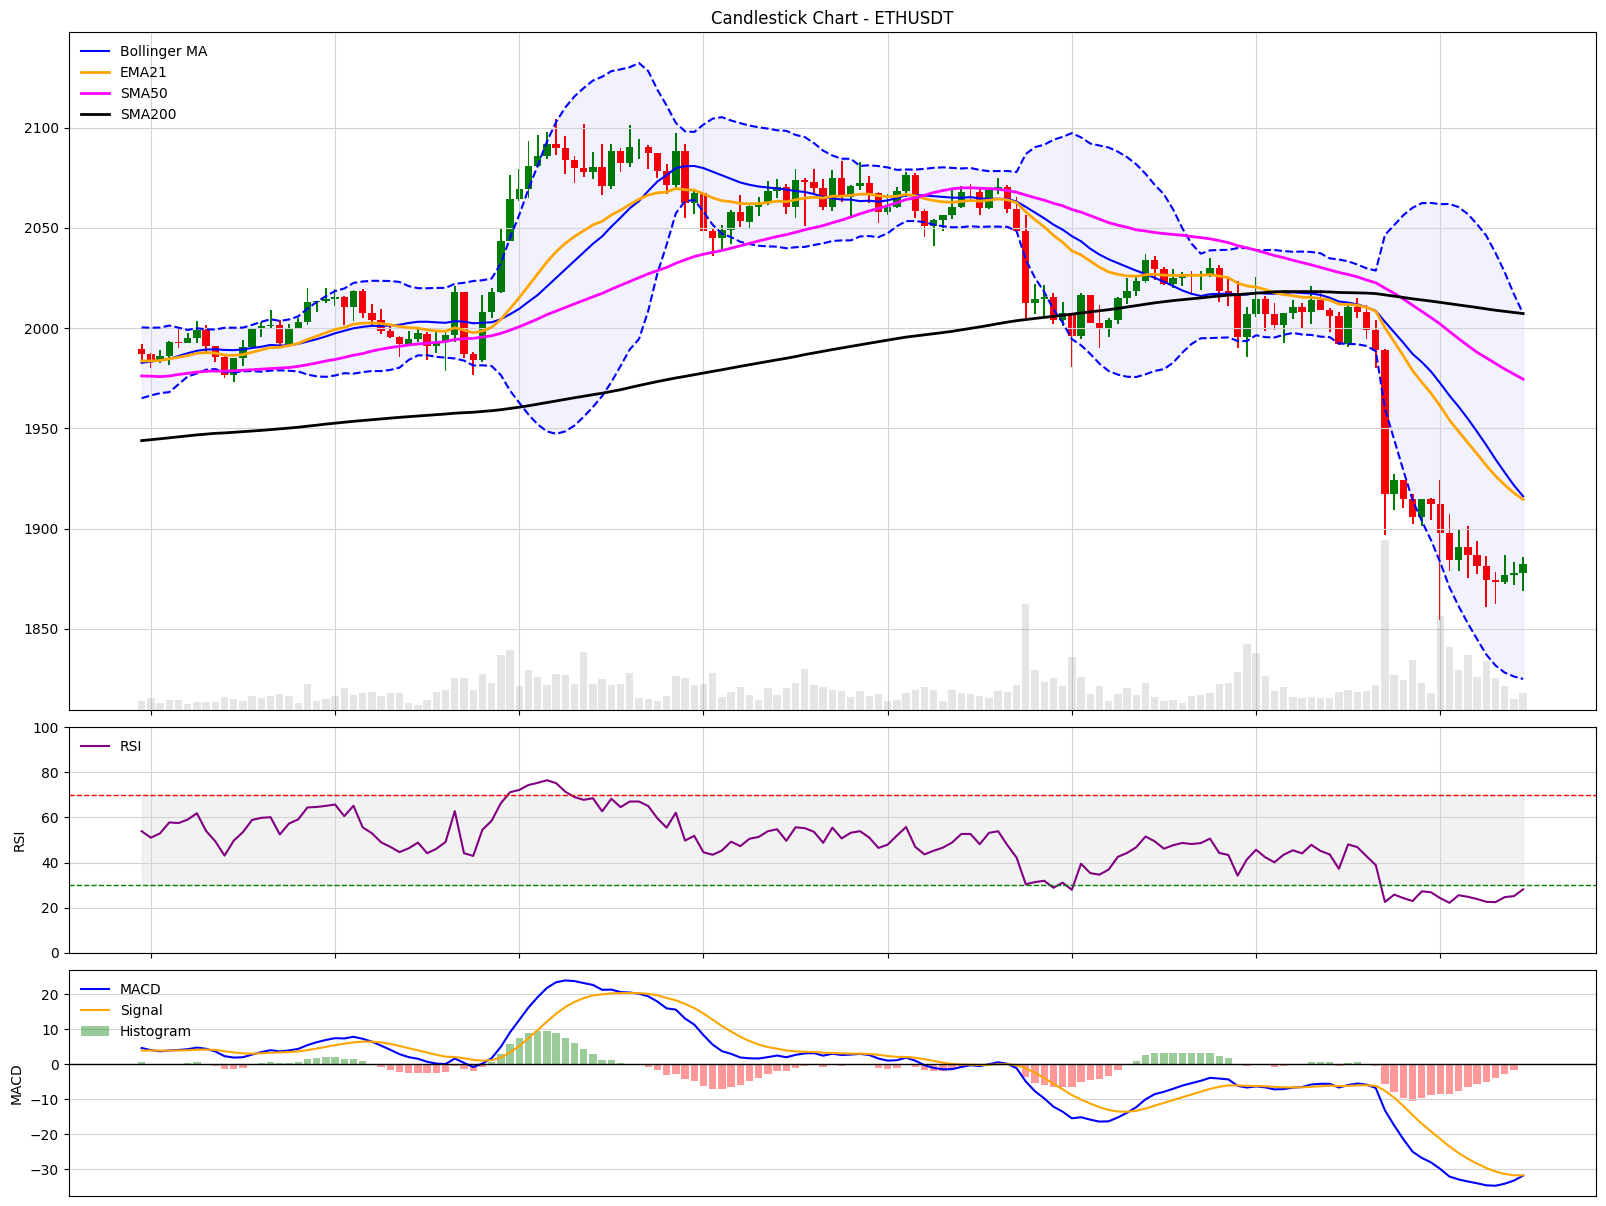 Candlestick Chart - ETHUSDT
Bollinger MA
EMA21
SMA50
SMA200
2100
2050
2000
1950
1900
1850
RSI
100
80
60
40
20
0
RSI
MACD
Signal
Histogram
20
10
0
−10
−20
−30
MACD